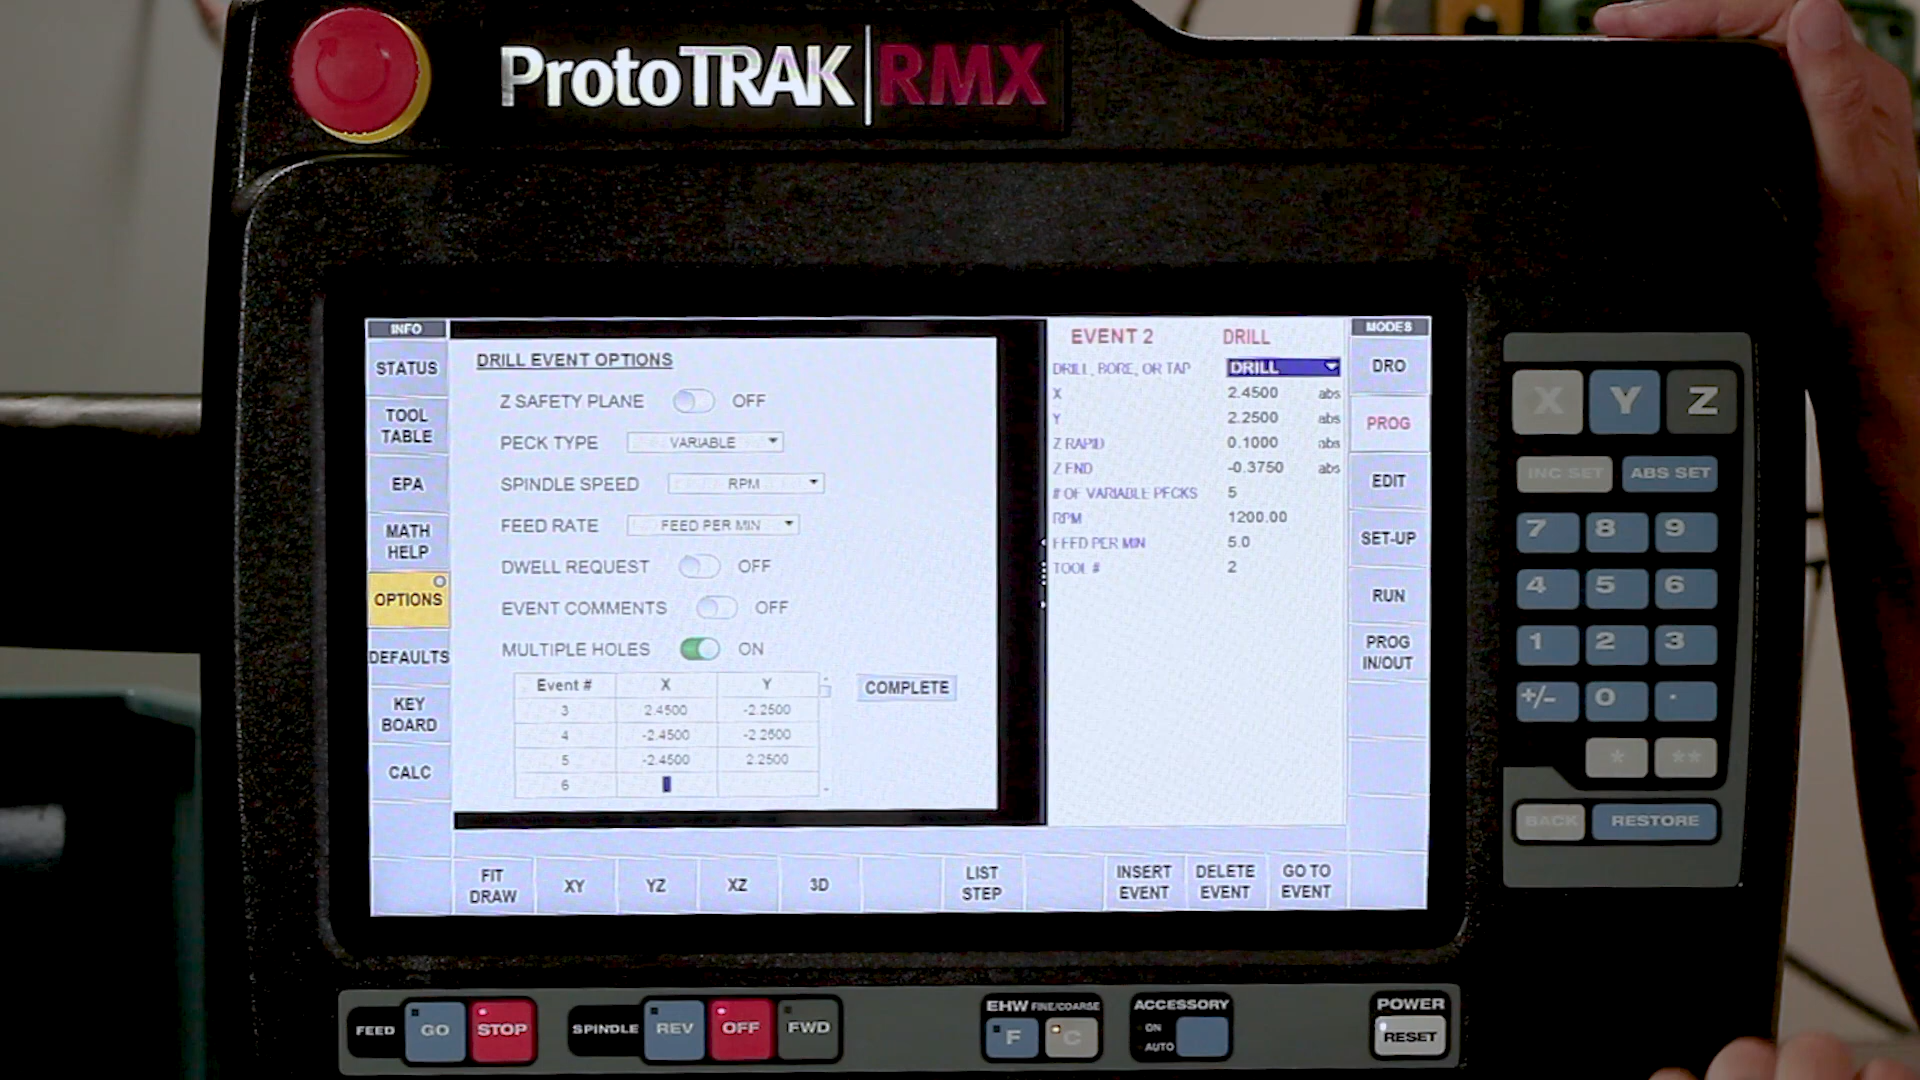 ProtoTRAK RMX
INFO
STATUS
TOOL
TABLE
EPA
MATH
HELP
OPTIONS
DEFAULTS
KEY
BOARD
CALC
DRILL EVENT OPTIONS
Z SAFETY PLANE OFF
PECK TYPE VARIABLE
SPINDLE SPEED RPM
FEED RATE FEED PER MIN
DWELL REQUEST OFF
EVENT COMMENTS OFF
MULTIPLE HOLES ON
Event # X Y
3 2.4500 -2.2500
4 -2.4500 -2.2500
5 -2.4500 2.2500
6
COMPLETE
EVENT 2 DRILL
DRILL, BORE, OR TAP DRILL
X 2.4500 abs
Y 2.2500 abs
Z RAPID 0.1000 abs
Z END -0.3750 abs
# OF VARIABLE PECKS 5
RPM 1200.00
FEED PER MIN 5.0
TOOL # 2
MODES
DRO
PROG
EDIT
SET-UP
RUN
PROG
IN/OUT
FIT
DRAW
XY
YZ
XZ
3D
LIST
STEP
INSERT
EVENT
DELETE
EVENT
GO TO
EVENT
X Y Z
INC SET ABS SET
7 8 9
4 5 6
1 2 3
+/- 0 .
* **
BACK RESTORE
FEED GO STOP
SPINDLE REV OFF FWD
EHW FINE/COARSE
F C
ACCESSORY
ON
AUTO
POWER
RESET